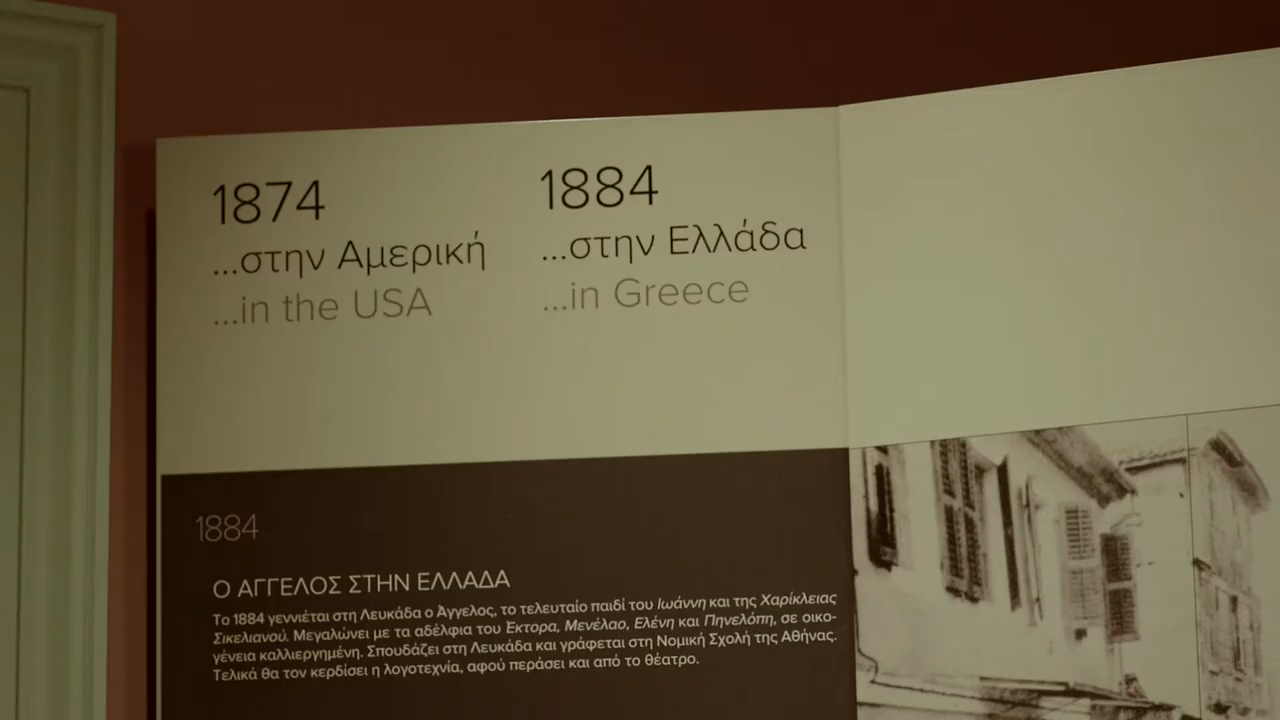 1874
...στην Αμερική
...in the USA
1884
...στην Ελλάδα
...in Greece
1884
Ο ΑΓΓΕΛΟΣ ΣΤΗΝ ΕΛΛΑΔΑ
Το 1884 γεννιέται στη Λευκάδα ο Άγγελος, το τελευταίο παιδί του Ιωάννη και της Χαρίκλειας
Σικελιανού. Μεγαλώνει με τα αδέλφια του Έκτορα, Μενέλαο, Ελένη και Πηνελόπη, σε οικο-
γένεια καλλιεργημένη. Σπουδάζει στη Λευκάδα και γράφεται στη Νομική Σχολή της Αθήνας.
Τελικά θα τον κερδίσει η λογοτεχνία, αφού περάσει και από το θέατρο.